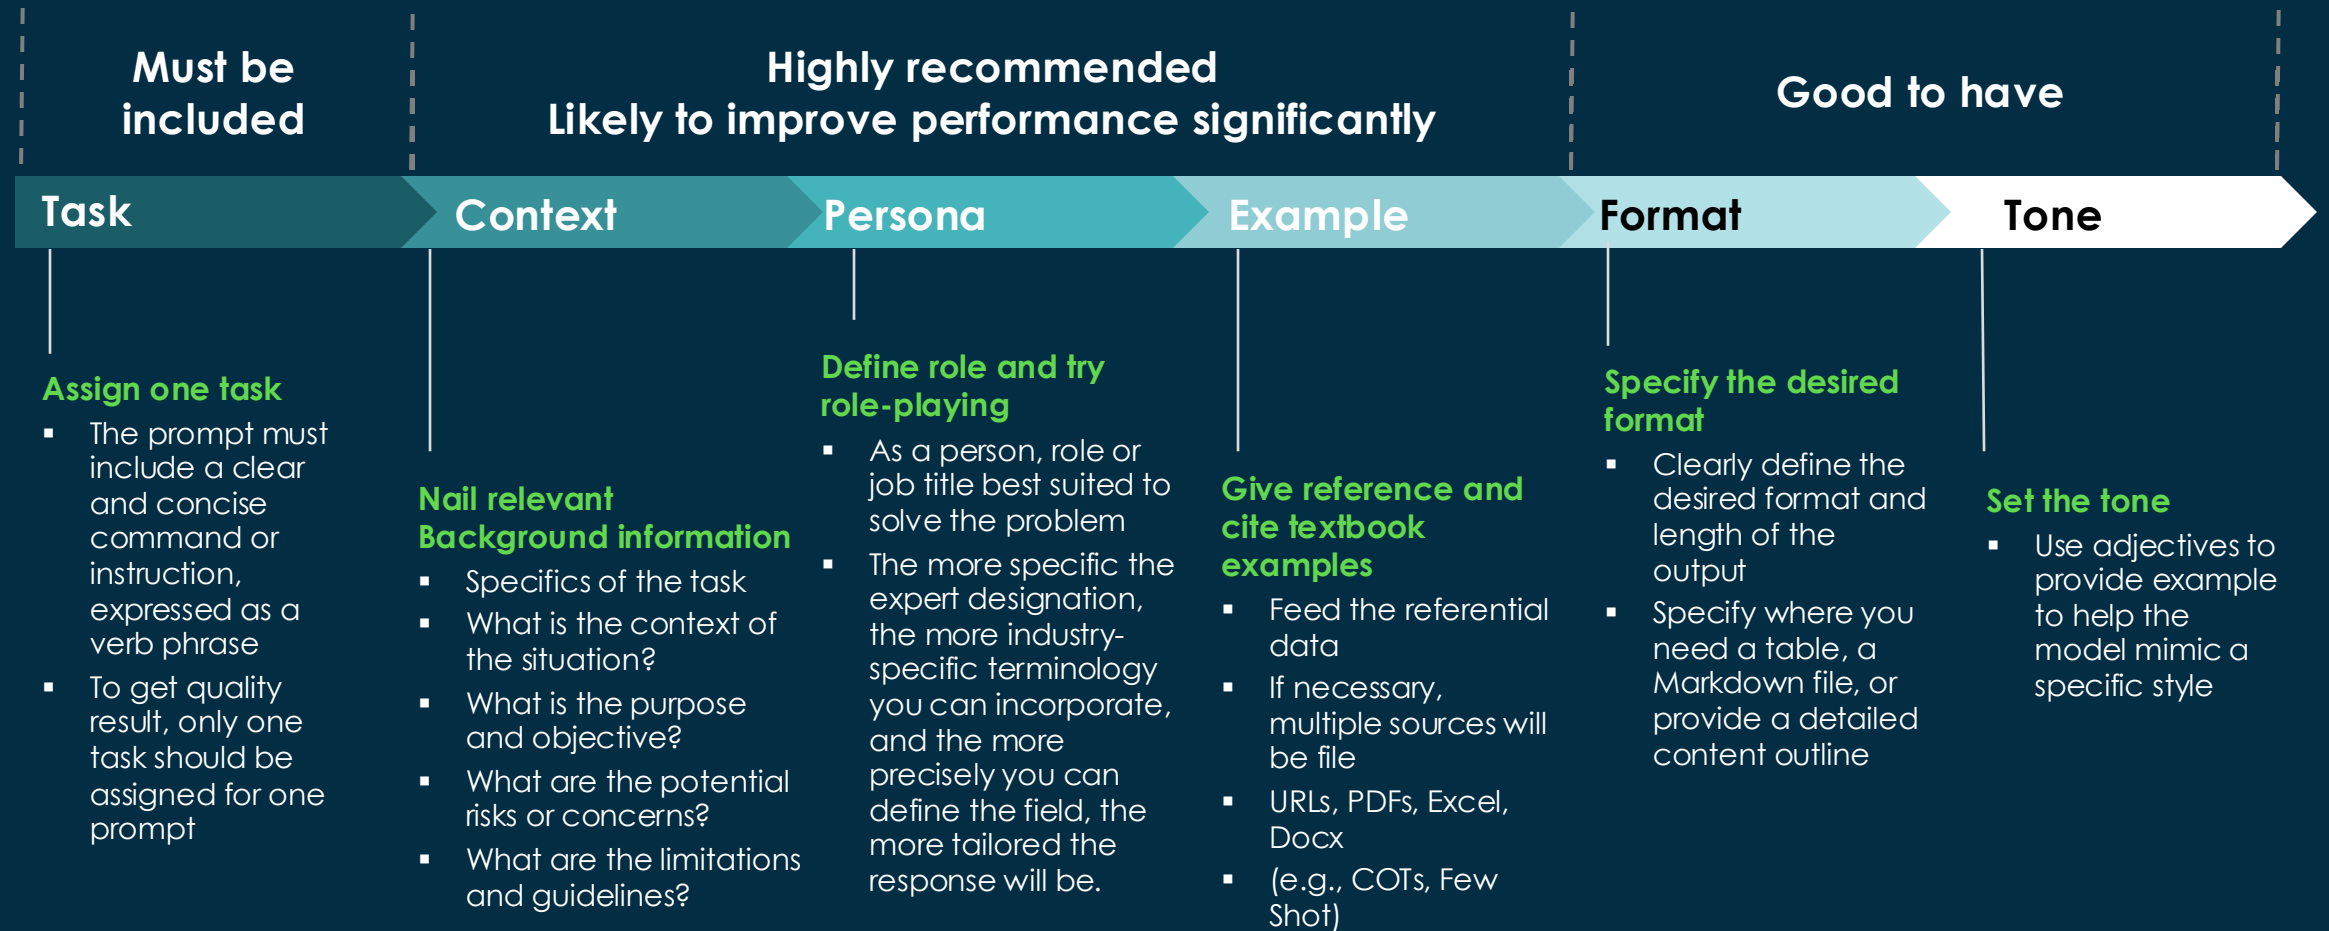 Must be
included
Highly recommended
Likely to improve performance significantly
Good to have
Task
Context
Persona
Example
Format
Tone
Assign one task
▪ The prompt must
include a clear
and concise
command or
instruction,
expressed as a
verb phrase
▪ To get quality
result, only one
task should be
assigned for one
prompt
Nail relevant
Background information
▪ Specifics of the task
▪ What is the context of
the situation?
▪ What is the purpose
and objective?
▪ What are the potential
risks or concerns?
▪ What are the limitations
and guidelines?
Define role and try
role-playing
▪ As a person, role or
job title best suited to
solve the problem
▪ The more specific the
expert designation,
the more industry-
specific terminology
you can incorporate,
and the more
precisely you can
define the field, the
more tailored the
response will be.
Give reference and
cite textbook
examples
▪ Feed the referential
data
▪ If necessary,
multiple sources will
be file
▪ URLs, PDFs, Excel,
Docx
▪ (e.g., COTs, Few
Shot)
Specify the desired
format
▪ Clearly define the
desired format and
length of the
output
▪ Specify where you
need a table, a
Markdown file, or
provide a detailed
content outline
Set the tone
▪ Use adjectives to
provide example
to help the
model mimic a
specific style